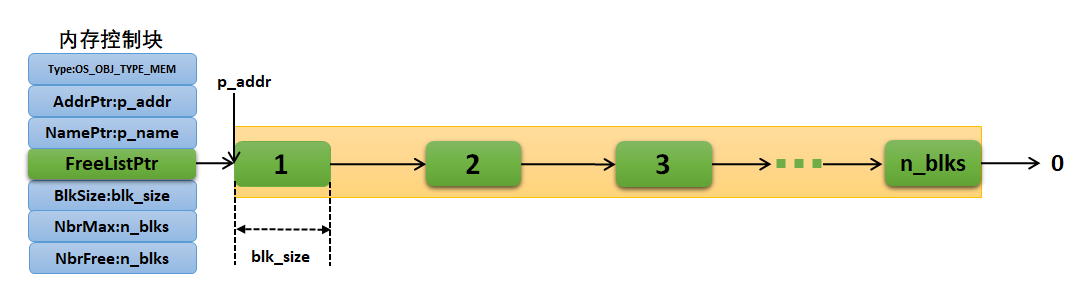 内存控制块
Type:OS_OBJ_TYPE_MEM
p_addr
AddrPtr:p_addr
NamePtr:p_name
FreeListPtr
1
2
3
n_blks
0
BlkSize:blk_size
NbrMax:n_blks
NbrFree:n_blks
blk_size